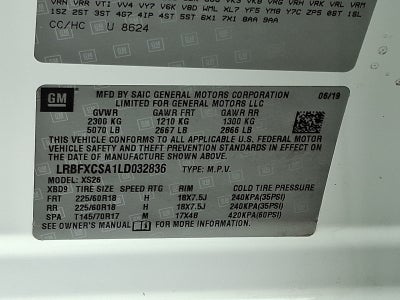 CC/HC U 8624
GM
MFD BY SAIC GENERAL MOTORS CORPORATION 06/19
LIMITED FOR GENERAL MOTORS LLC
GVWR GAWR FRT GAWR RR
2300 KG 1210 KG 1300 KG
5070 LB 2667 LB 2866 LB
THIS VEHICLE CONFORMS TO ALL APPLICABLE U.S. FEDERAL MOTOR
VEHICLE SAFETY AND THEFT PREVENTION STANDARDS IN EFFECT ON
THE DATE OF MANUFACTURE SHOWN ABOVE.
LRBFXCSA1LD032836 TYPE: M.P.V.
MODEL: XS26
XBD9 TIRE SIZE SPEED RTG RIM COLD TIRE PRESSURE
FRT 225/60R18 H 18X7.5J 240KPA(35PSI)
RR 225/60R18 H 18X7.5J 240KPA(35PSI)
SPA T145/70R17 M 17X4B 420KPA(60PSI)
SEE OWNER'S MANUAL FOR MORE INFORMATION.